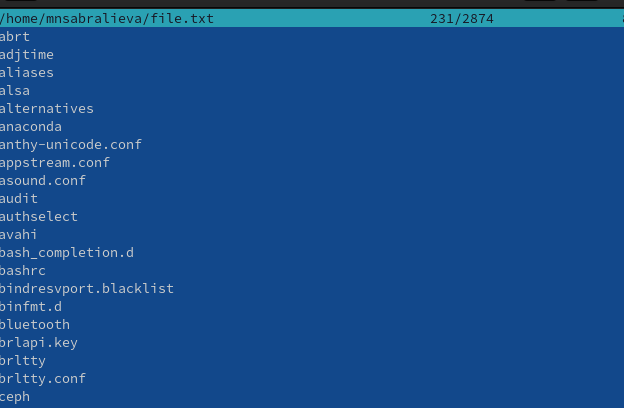 /home/mnsabralieva/file.txt 231/2874
abrt
adjtime
aliases
alsa
alternatives
anaconda
anthy-unicode.conf
appstream.conf
asound.conf
audit
authselect
avahi
bash_completion.d
bashrc
bindresvport.blacklist
binfmt.d
bluetooth
brlapi.key
brltty
brltty.conf
ceph